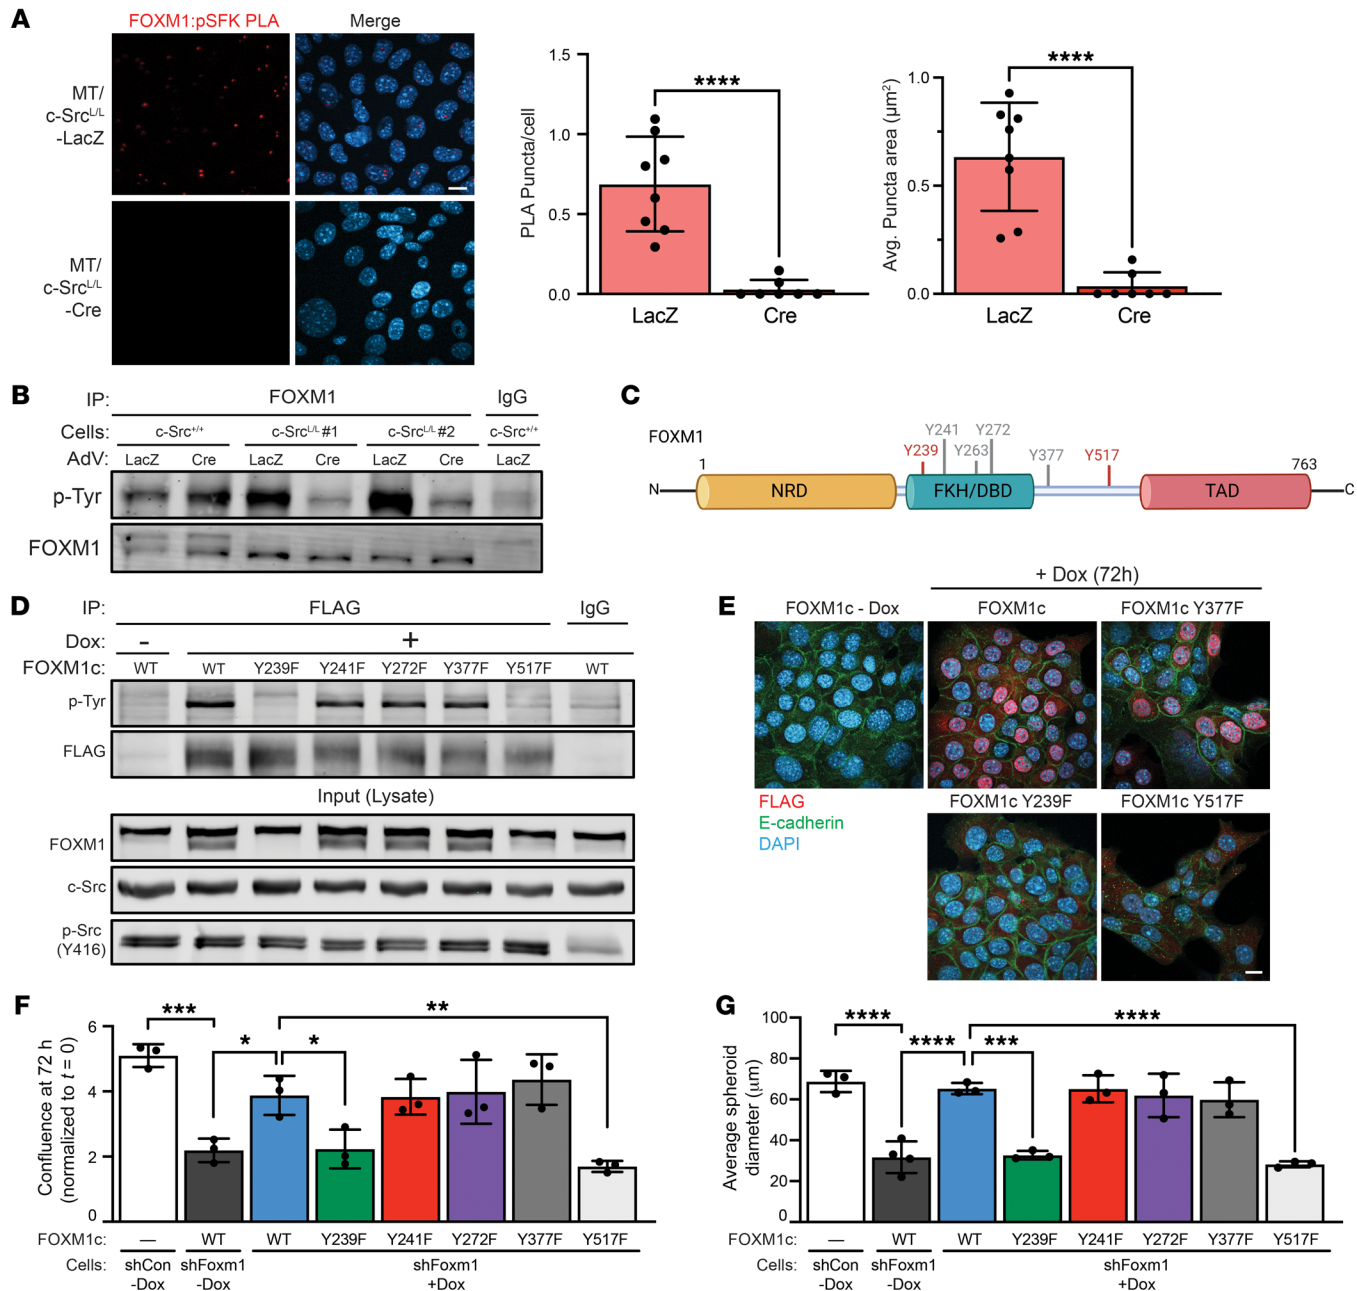 A
FOXM1:pSFK PLA
Merge
MT/
c-SrcL/L
-LacZ
MT/
c-SrcL/L
-Cre
PLA Puncta/cell
1.5
1.0
0.5
0.0
****
LacZ
Cre
Avg. Puncta area (μm²)
1.0
0.5
0.0
****
LacZ
Cre
B
IP:
FOXM1
IgG
Cells:
c-Src+/+
c-SrcL/L #1
c-SrcL/L #2
c-Src+/+
AdV:
LacZ
Cre
LacZ
Cre
LacZ
Cre
LacZ
p-Tyr
FOXM1
C
FOXM1
Y239
Y241
Y263
Y272
Y377
Y517
1
763
N
NRD
FKH/DBD
TAD
C
D
IP:
FLAG
IgG
Dox:
-
+
FOXM1c:
WT
WT
Y239F
Y241F
Y272F
Y377F
Y517F
WT
p-Tyr
FLAG
Input (Lysate)
FOXM1
c-Src
p-Src
(Y416)
E
+ Dox (72h)
FOXM1c - Dox
FOXM1c
FOXM1c Y377F
FLAG
E-cadherin
DAPI
FOXM1c Y239F
FOXM1c Y517F
F
Confluence at 72 h
(normalized to t = 0)
6
4
2
0
***
*
*
**
FOXM1c:
—
WT
WT
Y239F
Y241F
Y272F
Y377F
Y517F
Cells:
shCon
-Dox
shFoxm1
-Dox
shFoxm1
+Dox
G
Average spheroid
diameter (μm)
100
80
60
40
20
0
****
****
***
****
FOXM1c:
—
WT
WT
Y239F
Y241F
Y272F
Y377F
Y517F
Cells:
shCon
-Dox
shFoxm1
-Dox
shFoxm1
+Dox